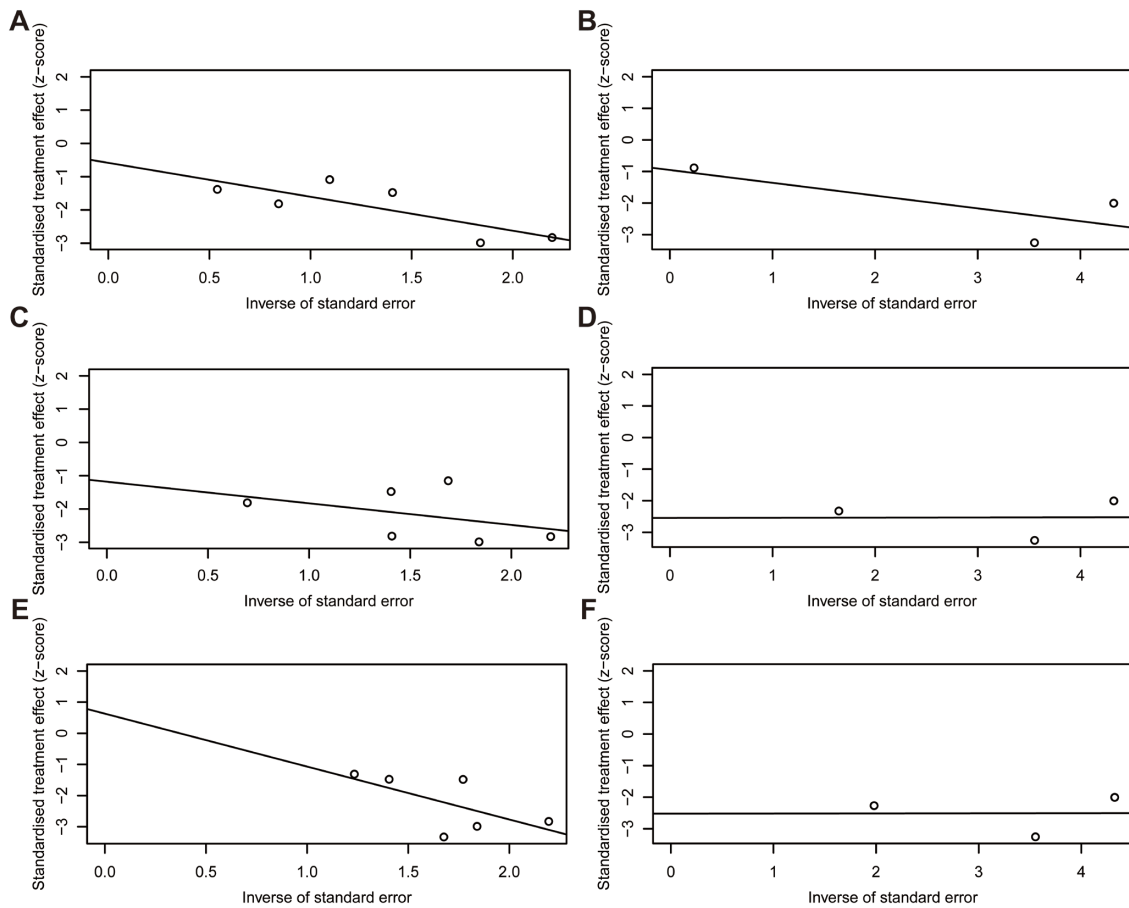 A
Standardised treatment effect (z−score)
2
1
0
−1
−2
−3
0.0 0.5 1.0 1.5 2.0
Inverse of standard error
B
Standardised treatment effect (z−score)
2
1
0
−1
−2
−3
0 1 2 3 4
Inverse of standard error
C
Standardised treatment effect (z−score)
2
1
0
−1
−2
−3
0.0 0.5 1.0 1.5 2.0
Inverse of standard error
D
Standardised treatment effect (z−score)
2
1
0
−1
−2
−3
0 1 2 3 4
Inverse of standard error
E
Standardised treatment effect (z−score)
2
1
0
−1
−2
−3
0.0 0.5 1.0 1.5 2.0
Inverse of standard error
F
Standardised treatment effect (z−score)
2
1
0
−1
−2
−3
0 1 2 3 4
Inverse of standard error